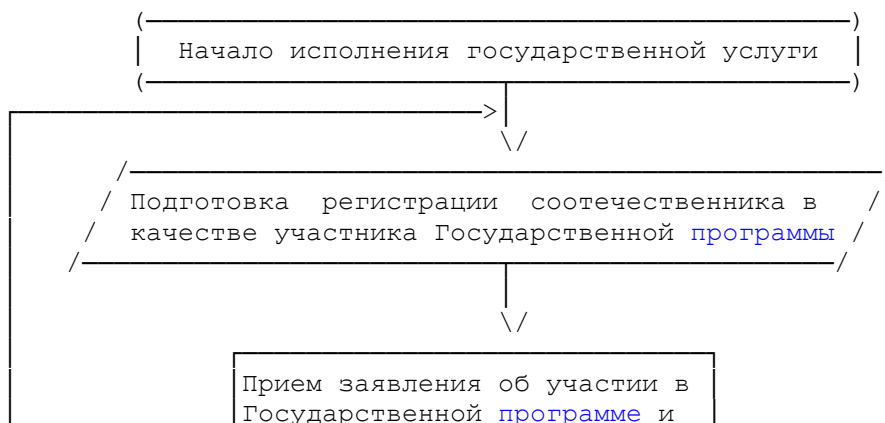 Начало исполнения государственной услуги
Подготовка регистрации соотечественника в
качестве участника Государственной программы
Прием заявления об участии в
Государственной программе и